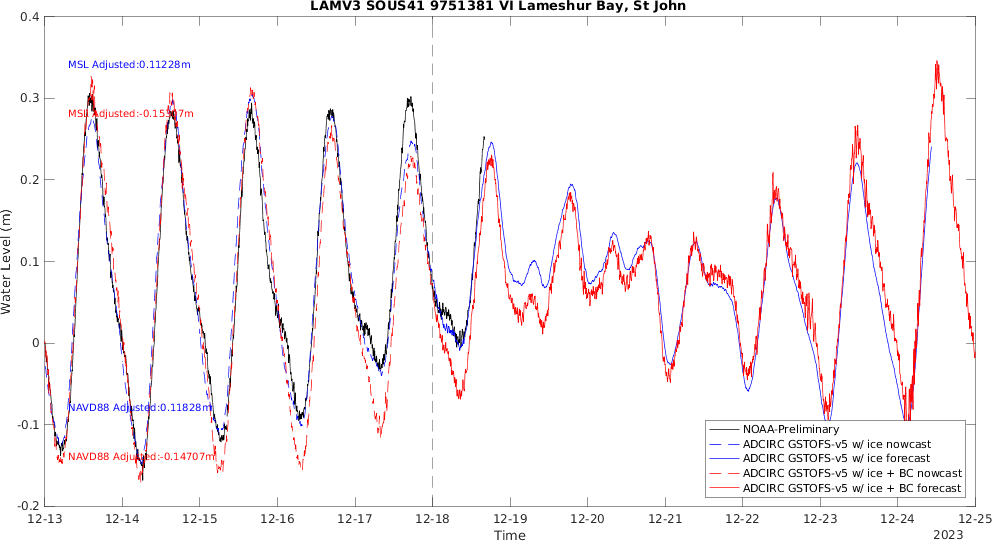 LAMV3 SOUS41 9751381 VI Lameshur Bay, St John
0.4
0.3
0.2
0.1
0
-0.1
-0.2
Water Level (m)
MSL Adjusted:0.11228m
MSL Adjusted:-0.15307m
NAVD88 Adjusted:0.11828m
NAVD88 Adjusted:-0.14707m
NOAA-Preliminary
ADCIRC GSTOFS-v5 w/ ice nowcast
ADCIRC GSTOFS-v5 w/ ice forecast
ADCIRC GSTOFS-v5 w/ ice + BC nowcast
ADCIRC GSTOFS-v5 w/ ice + BC forecast
12-13 12-14 12-15 12-16 12-17 12-18 12-19 12-20 12-21 12-22 12-23 12-24 12-25
Time
2023